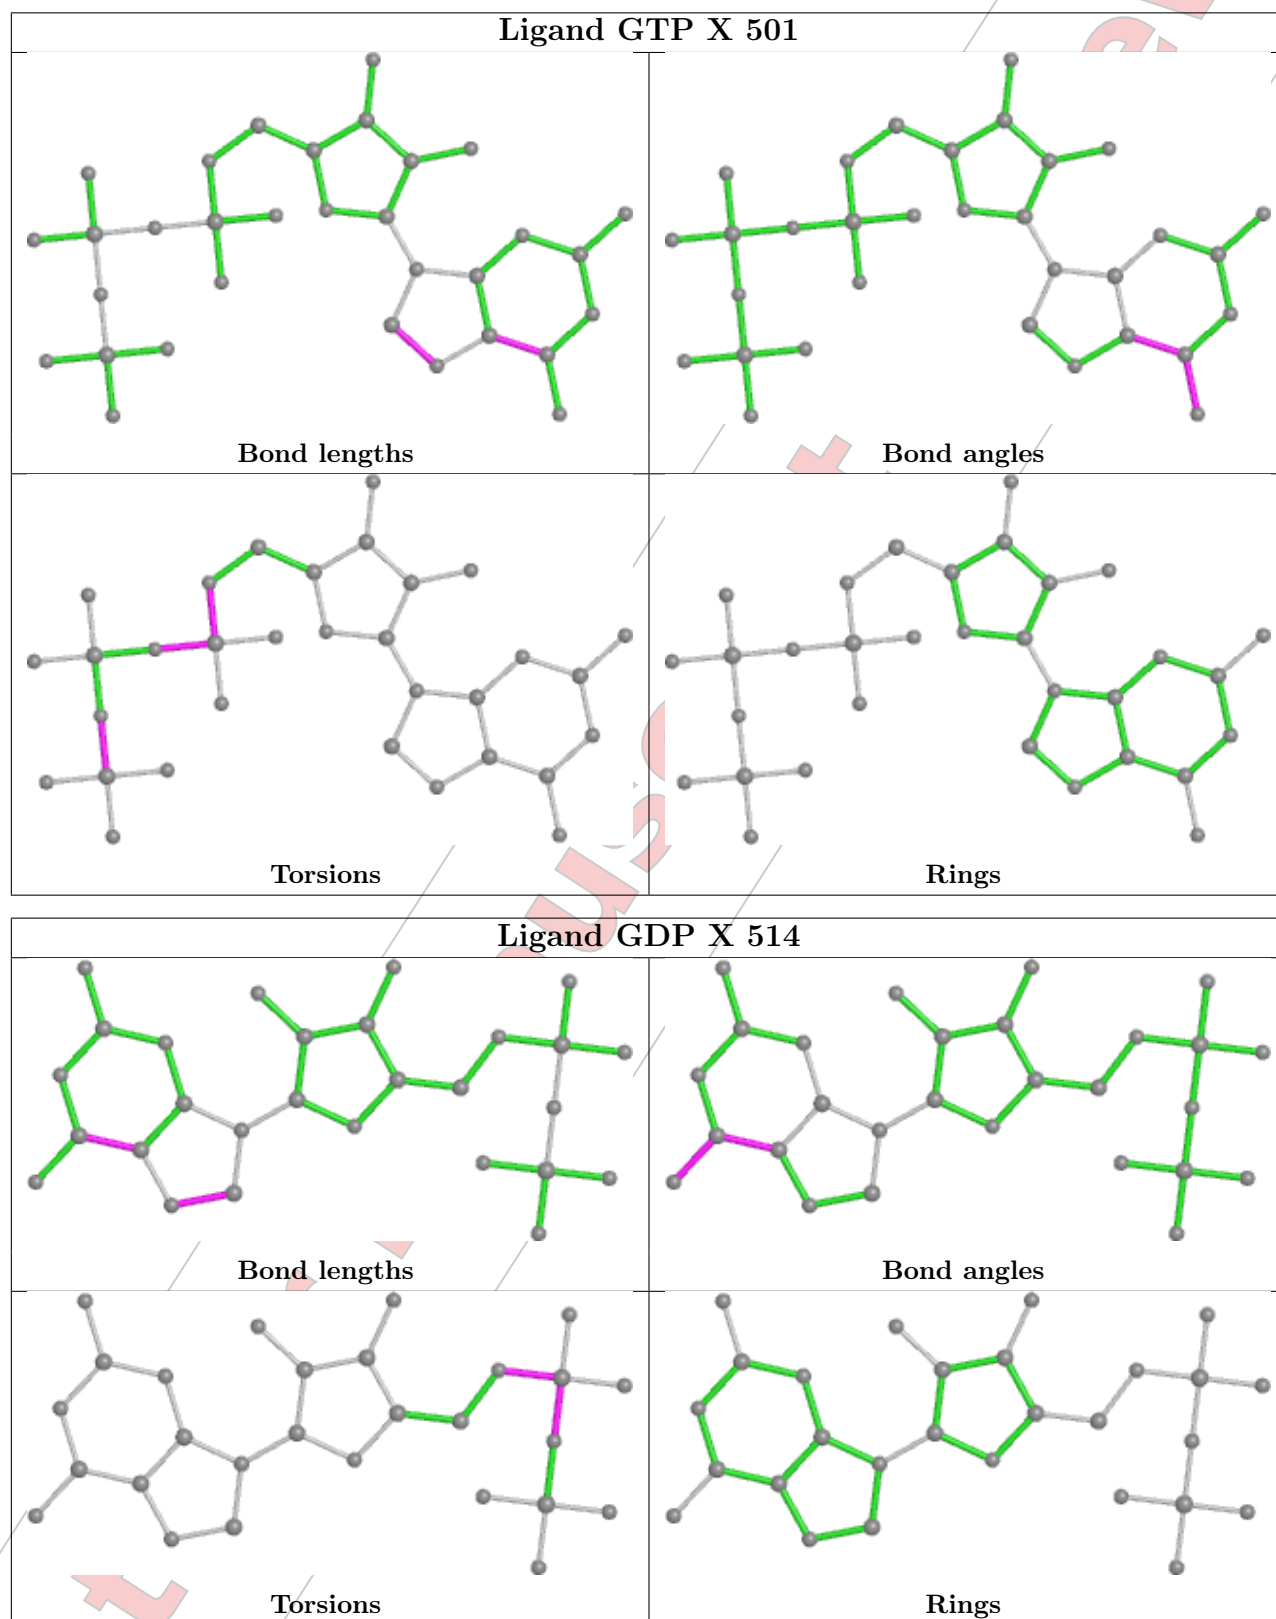 Ligand GTP X 501
Bond lengths Bond angles
Torsions Rings
Ligand GDP X 514
Bond lengths Bond angles
Torsions Rings